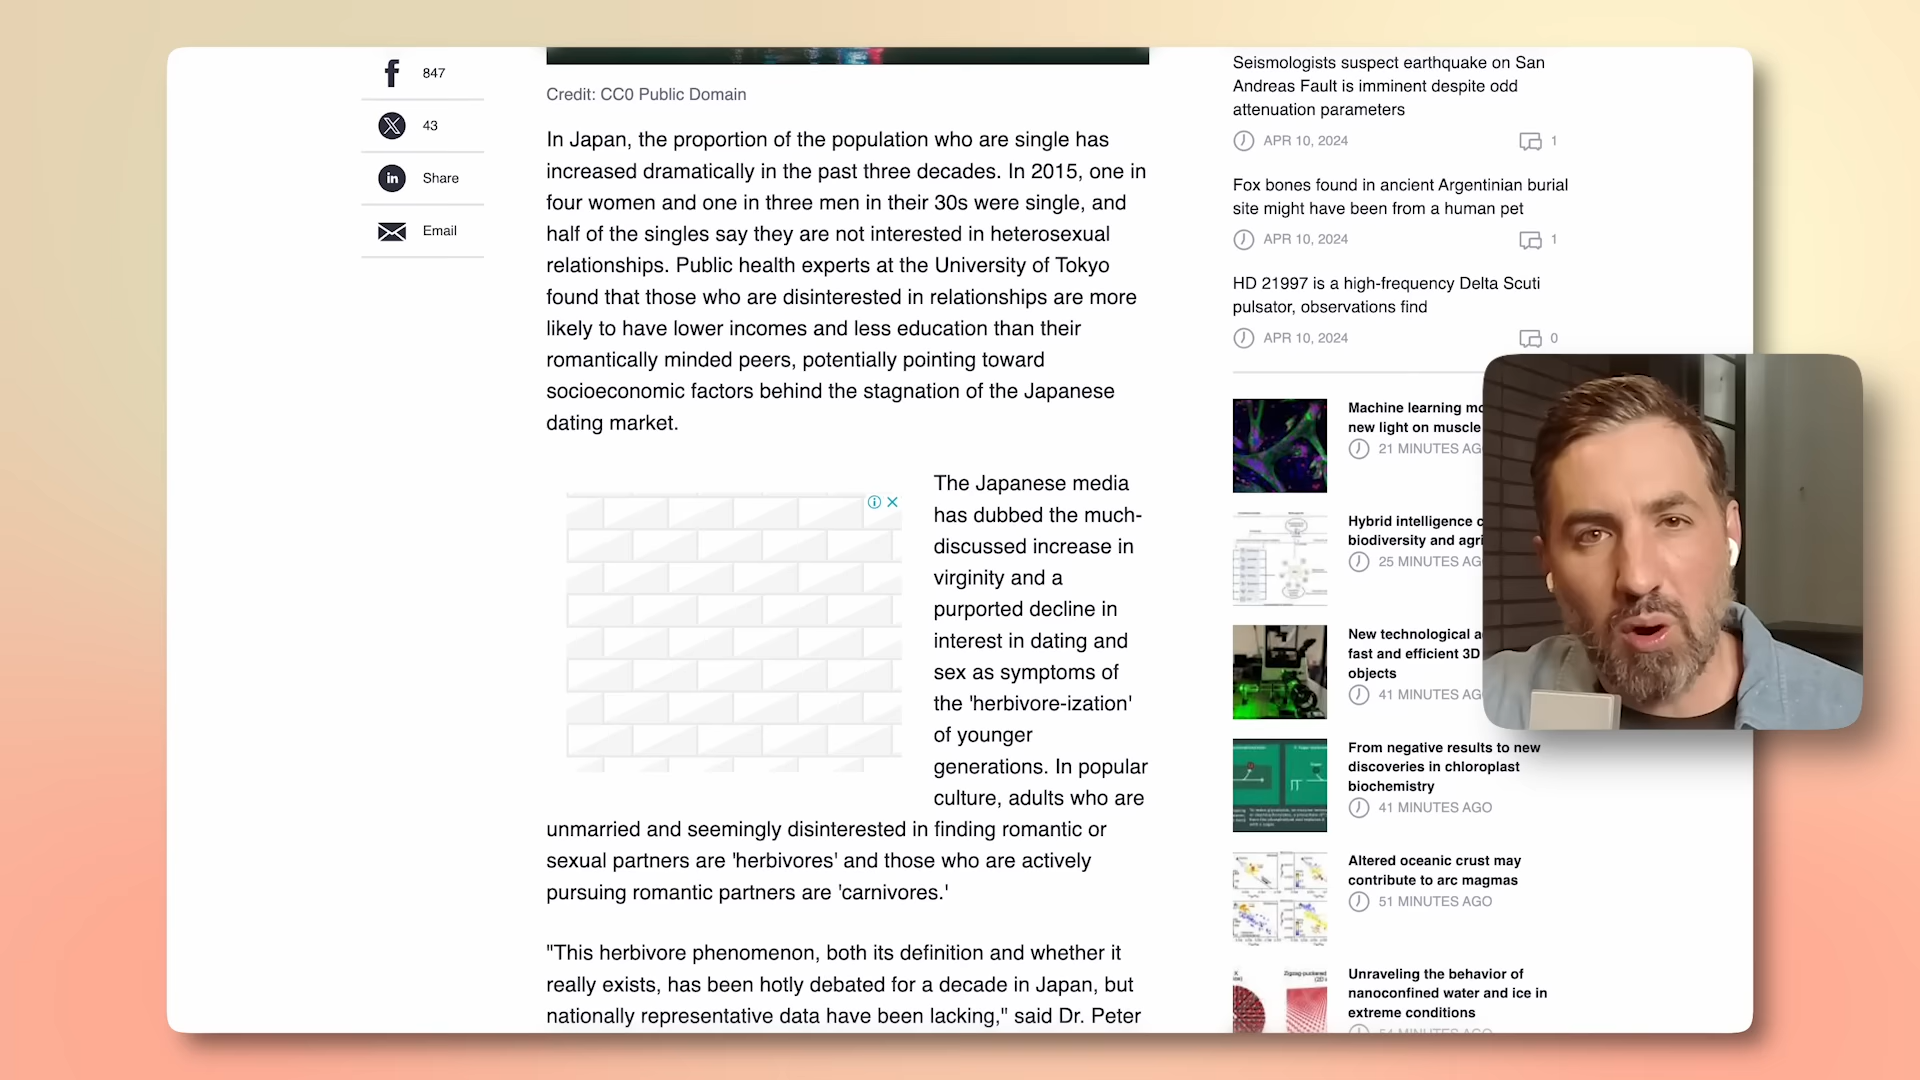 847
43
Share
Email
Credit: CC0 Public Domain
In Japan, the proportion of the population who are single has
increased dramatically in the past three decades. In 2015, one in
four women and one in three men in their 30s were single, and
half of the singles say they are not interested in heterosexual
relationships. Public health experts at the University of Tokyo
found that those who are disinterested in relationships are more
likely to have lower incomes and less education than their
romantically minded peers, potentially pointing toward
socioeconomic factors behind the stagnation of the Japanese
dating market.
The Japanese media
has dubbed the much-
discussed increase in
virginity and a
purported decline in
interest in dating and
sex as symptoms of
the 'herbivore-ization'
of younger
generations. In popular
culture, adults who are
unmarried and seemingly disinterested in finding romantic or
sexual partners are 'herbivores' and those who are actively
pursuing romantic partners are 'carnivores.'
"This herbivore phenomenon, both its definition and whether it
really exists, has been hotly debated for a decade in Japan, but
nationally representative data have been lacking," said Dr. Peter
Seismologists suspect earthquake on San
Andreas Fault is imminent despite odd
attenuation parameters
APR 10, 2024 1
Fox bones found in ancient Argentinian burial
site might have been from a human pet
APR 10, 2024 1
HD 21997 is a high-frequency Delta Scuti
pulsator, observations find
APR 10, 2024 0
Machine learning
new light on muscle
21 MINUTES
Hybrid intelligence
biodiversity and
25 MINUTES
New technological
fast and efficient 3D
objects
41 MINUTES
From negative results to new
discoveries in chloroplast
biochemistry
41 MINUTES AGO
Altered oceanic crust may
contribute to arc magmas
51 MINUTES AGO
Unraveling the behavior of
nanoconfined water and ice in
extreme conditions